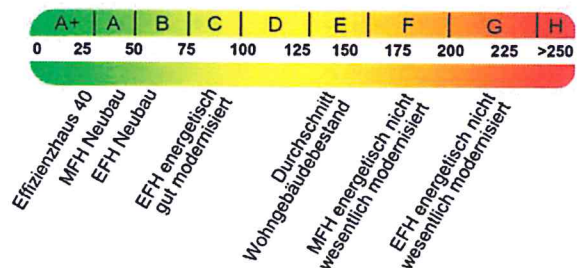 A+ A B C D E F G H
0 25 50 75 100 125 150 175 200 225 >250
Effizienzhaus 40
MFH Neubau
EFH Neubau
EFH energetisch
gut modernisiert
Durchschnitt
Wohngebäudebestand
MFH energetisch nicht
wesentlich modernisiert
EFH energetisch nicht
wesentlich modernisiert